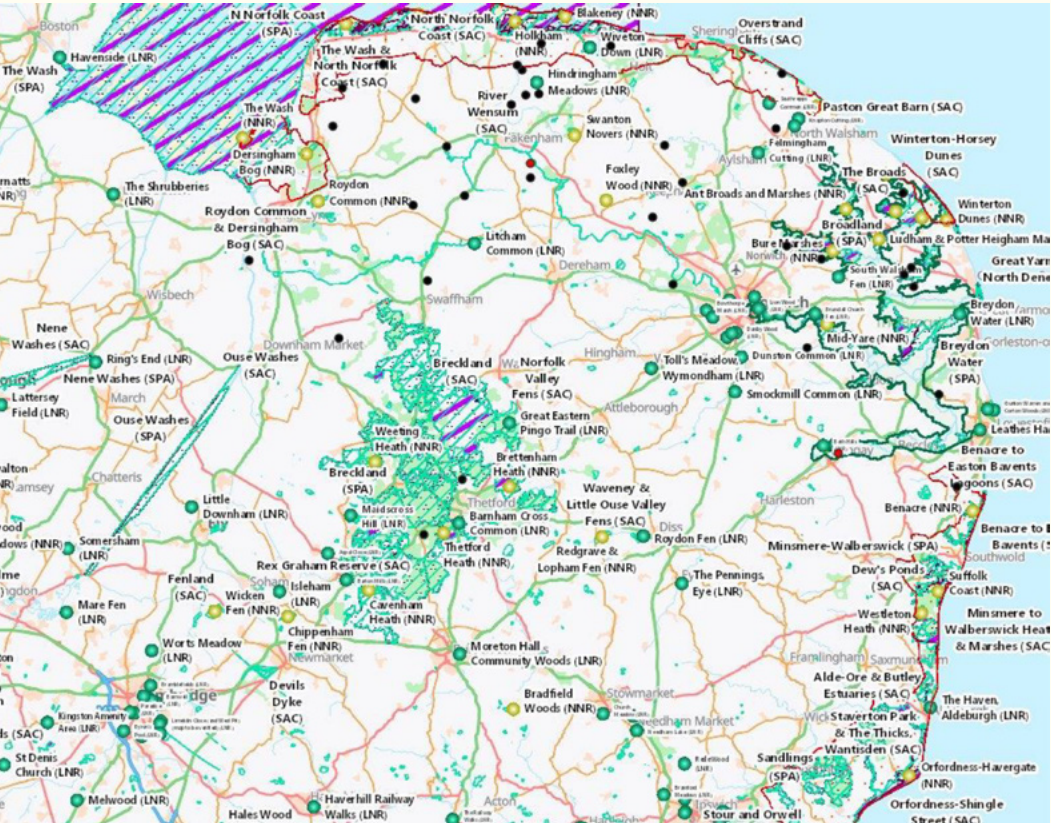 Boston
N Norfolk Coast
(SPA)
North Norfolk
Coast (SAC)
Holkham
(NNR)
Blakeney (NNR)
Wiveton
Down (LNR)
Sheringham
Overstrand
Cliffs (SAC)
Havenside (LNR)
The Wash
(SPA)
The Wash &
North Norfolk
Coast (SAC)
Holt
Hindringham
Meadows (LNR)
River
Wensum
(SAC)
Fakenham
Swanton
Novers (NNR)
Paston Great Barn (SAC)
North Walsham
Felmingham
Cutting (LNR)
Aylsham
Winterton-Horsey
Dunes
(SAC)
The Wash
(NNR)
Dersingham
Bog (NNR)
Roydon
Common (NNR)
The Shrubberies
(LNR)
Foxley
Wood (NNR)
Ant Broads and Marshes (NNR)
The Broads
(SAC)
Winterton
Dunes (NNR)
Roydon Common
& Dersingham
Bog (SAC)
Litcham
Common (LNR)
Dereham
Broadland
(SPA)
Bure Marshes
(NNR)
Ludham & Potter Heigham Ma
Norwich
South Walsham
Fen (LNR)
Great Yarm
North Dene
Wisbech
Swaffham
Breydon
Water (LNR)
Nene
Washes (SAC)
Ring's End (LNR)
Nene Washes (SPA)
Ouse Washes
(SAC)
Downham Market
Breckland
(SAC)
Norfolk
Valley
Fens (SAC)
Hingham
Toll's Meadow,
Wymondham (LNR)
Mid-Yare (NNR)
Dunston Common (LNR)
Breydon
Water
(SPA)
Lattersey
Field (LNR)
March
Ouse Washes
(SPA)
Great Eastern
Pingo Trail (LNR)
Attleborough
Smockmill Common (LNR)
Leathes Ha
Weeting
Heath (NNR)
Breckland
(SPA)
Brettenham
Heath (NNR)
Chatteris
Thetford
Waveney &
Little Ouse Valley
Fens (SAC)
Harleston
Benacre to
Easton Bavents
Lagoons (SAC)
Benacre (NNR)
Little
Downham (LNR)
Maidscross
Hill (LNR)
Barnham Cross
Common (LNR)
Diss
Roydon Fen (LNR)
Somersham
(LNR)
Thetford
Heath (NNR)
Redgrave &
Lopham Fen (NNR)
Minsmere-Walberswick (SPA)
Southwold
Rex Graham Reserve (SAC)
Dew's Ponds
(SAC)
Suffolk
Coast (NNR)
Fenland
(SAC)
Soham
Isleham
(LNR)
Wicken
Fen (NNR)
Cavenham
Heath (NNR)
The Pennings,
Eye (LNR)
Mare Fen
(LNR)
Chippenham
Fen (NNR)
Newmarket
Westleton
Heath (NNR)
Minsmere to
Walberswick Heat
& Marshes (SAC)
Worts Meadow
(LNR)
Moreton Hall
Community Woods (LNR)
Framlingham
Saxmundham
Devils
Dyke
(SAC)
Bradfield
Woods (NNR)
Stowmarket
Needham Market
Alde-Ore & Butley
Estuaries (SAC)
The Haven,
Aldeburgh (LNR)
Kingston Amenity
Area (LNR)
Staverton Park
& The Thicks,
Wantisden (SAC)
St Denis
Church (LNR)
Sandlings
(SPA)
Orfordness-Havergate
(NNR)
Melwood (LNR)
Haverhill Railway
Walks (LNR)
Hales Wood
Acton
Ipswich
Stour and Orwell
Orfordness-Shingle
Street (SAC)